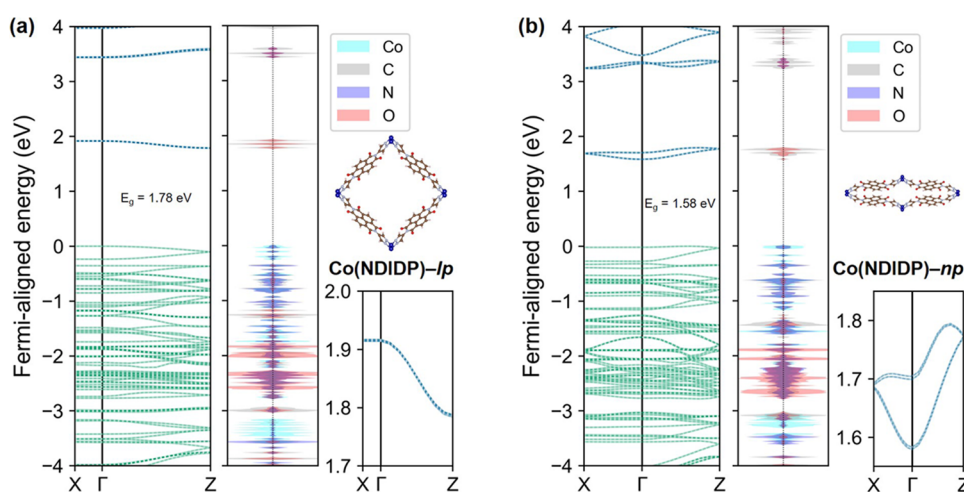 (a)
Fermi-aligned energy (eV)
4
3
2
1
0
−1
−2
−3
−4
X Γ Z
E_g = 1.78 eV
Co
C
N
O
Co(NDIDP)–lp
2.0
1.9
1.8
1.7
X Γ Z
(b)
Fermi-aligned energy (eV)
4
3
2
1
0
−1
−2
−3
−4
X Γ Z
E_g = 1.58 eV
Co
C
N
O
Co(NDIDP)–np
1.8
1.7
1.6
X Γ Z